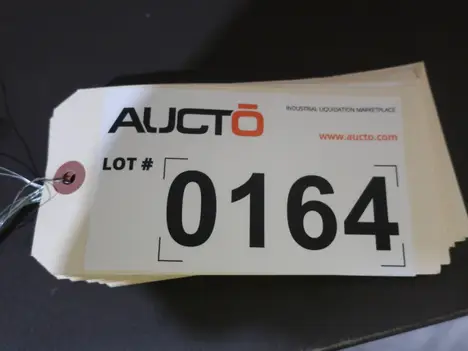 AUCTŌ
INDUSTRIAL LIQUIDATION MARKETPLACE
www.aucto.com
LOT #
0164